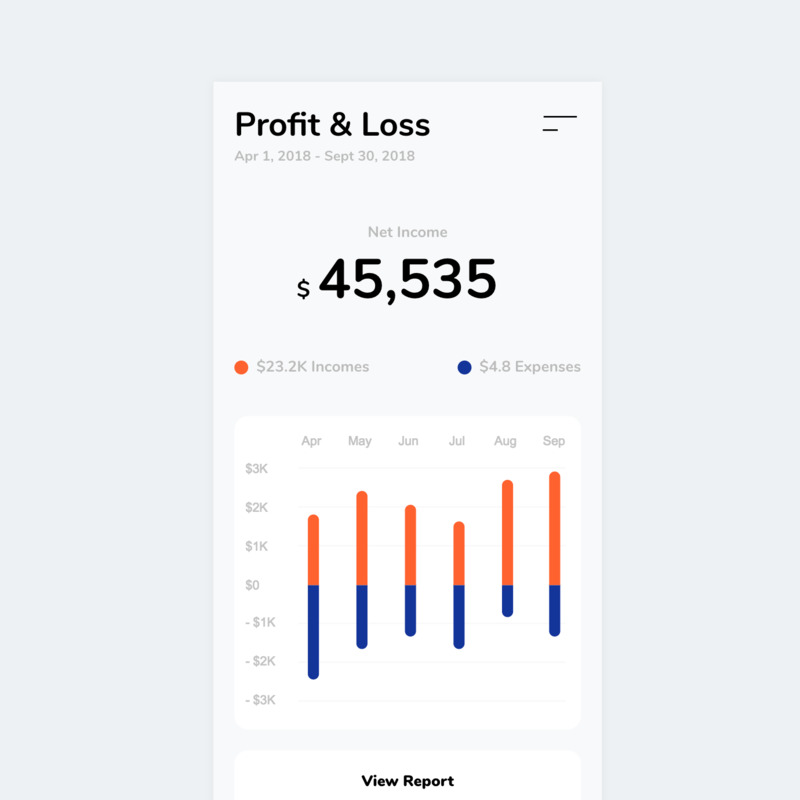 Profit & Loss
Apr 1, 2018 - Sept 30, 2018
Net Income
$ 45,535
$23.2K Incomes
$4.8 Expenses
Apr May Jun Jul Aug Sep
$3K
$2K
$1K
$0
- $1K
- $2K
- $3K
View Report